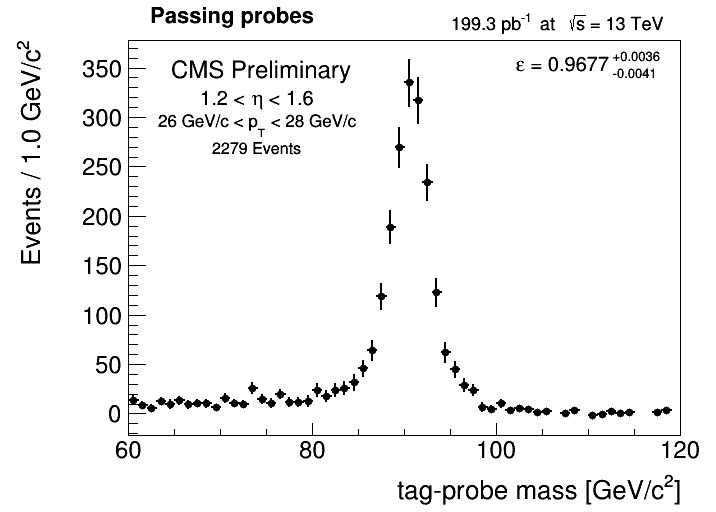 Passing probes
199.3 pb⁻¹ at √s = 13 TeV
CMS Preliminary
1.2 < η < 1.6
26 GeV/c < p_T < 28 GeV/c
2279 Events
ε = 0.9677 +0.0036 -0.0041
Events / 1.0 GeV/c²
350
300
250
200
150
100
50
0
60 80 100 120
tag-probe mass [GeV/c²]